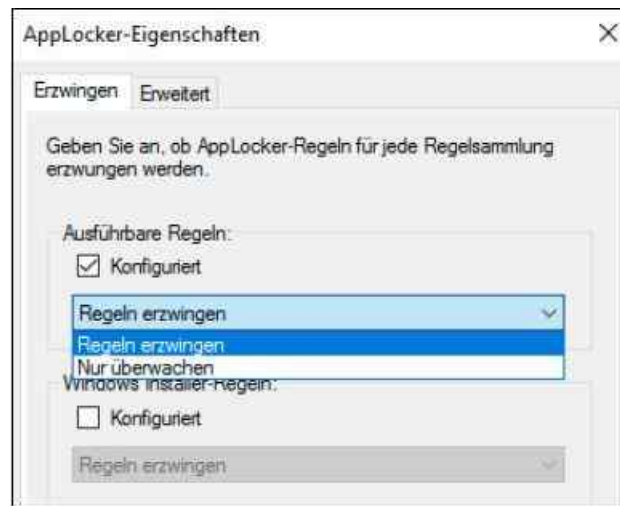 AppLocker-Eigenschaften
Erzwingen Erweitert
Geben Sie an, ob AppLocker-Regeln für jede Regelsammlung
erzwungen werden.
Ausführbare Regeln:
Konfiguriert
Regeln erzwingen
Regeln erzwingen
Nur überwachen
Windows Installer-Regeln:
Konfiguriert
Regeln erzwingen